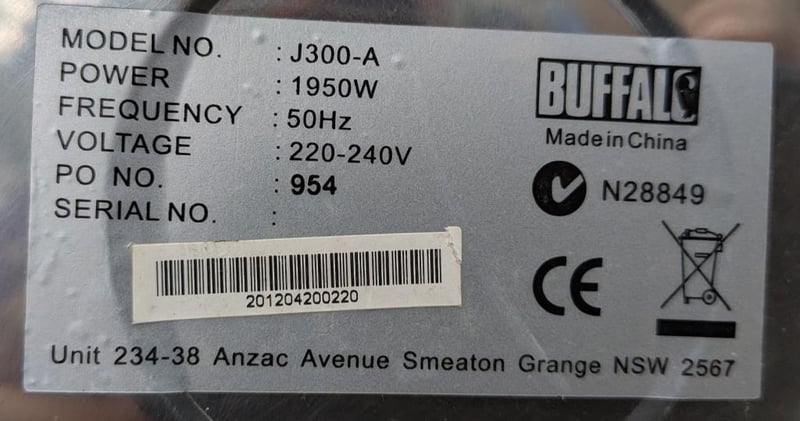 MODEL NO. : J300-A
POWER : 1950W
FREQUENCY : 50Hz
VOLTAGE : 220-240V
PO NO. : 954
SERIAL NO. :
201204200220
BUFFALO
Made in China
N28849
CE
Unit 234-38 Anzac Avenue Smeaton Grange NSW 2567